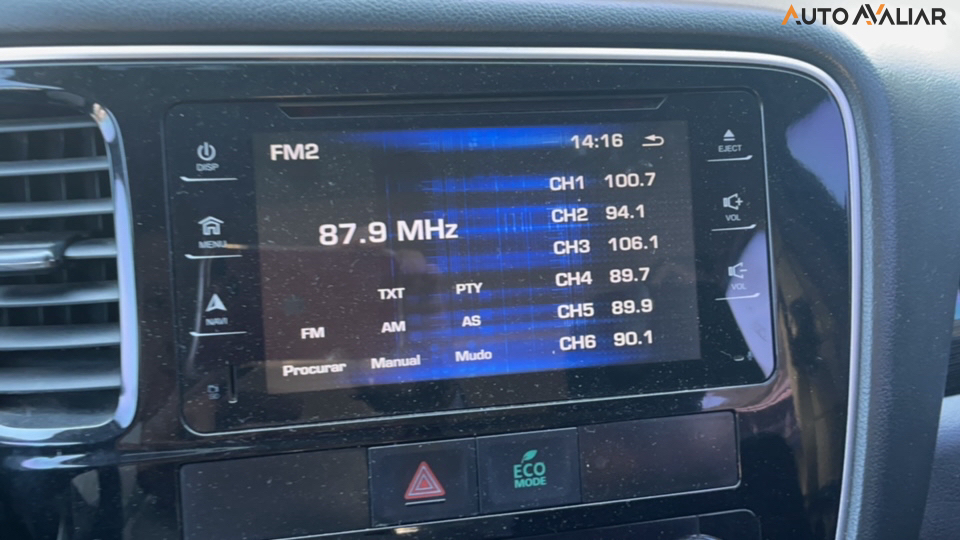 AUTO AVALIAR
FM2
14:16
87.9 MHz
CH1 100.7
CH2 94.1
CH3 106.1
CH4 89.7
CH5 89.9
CH6 90.1
TXT PTY
FM AM AS
Procurar Manual Mudo
DISP
MENU
NAVI
EJECT
VOL
VOL
ECO
MODE